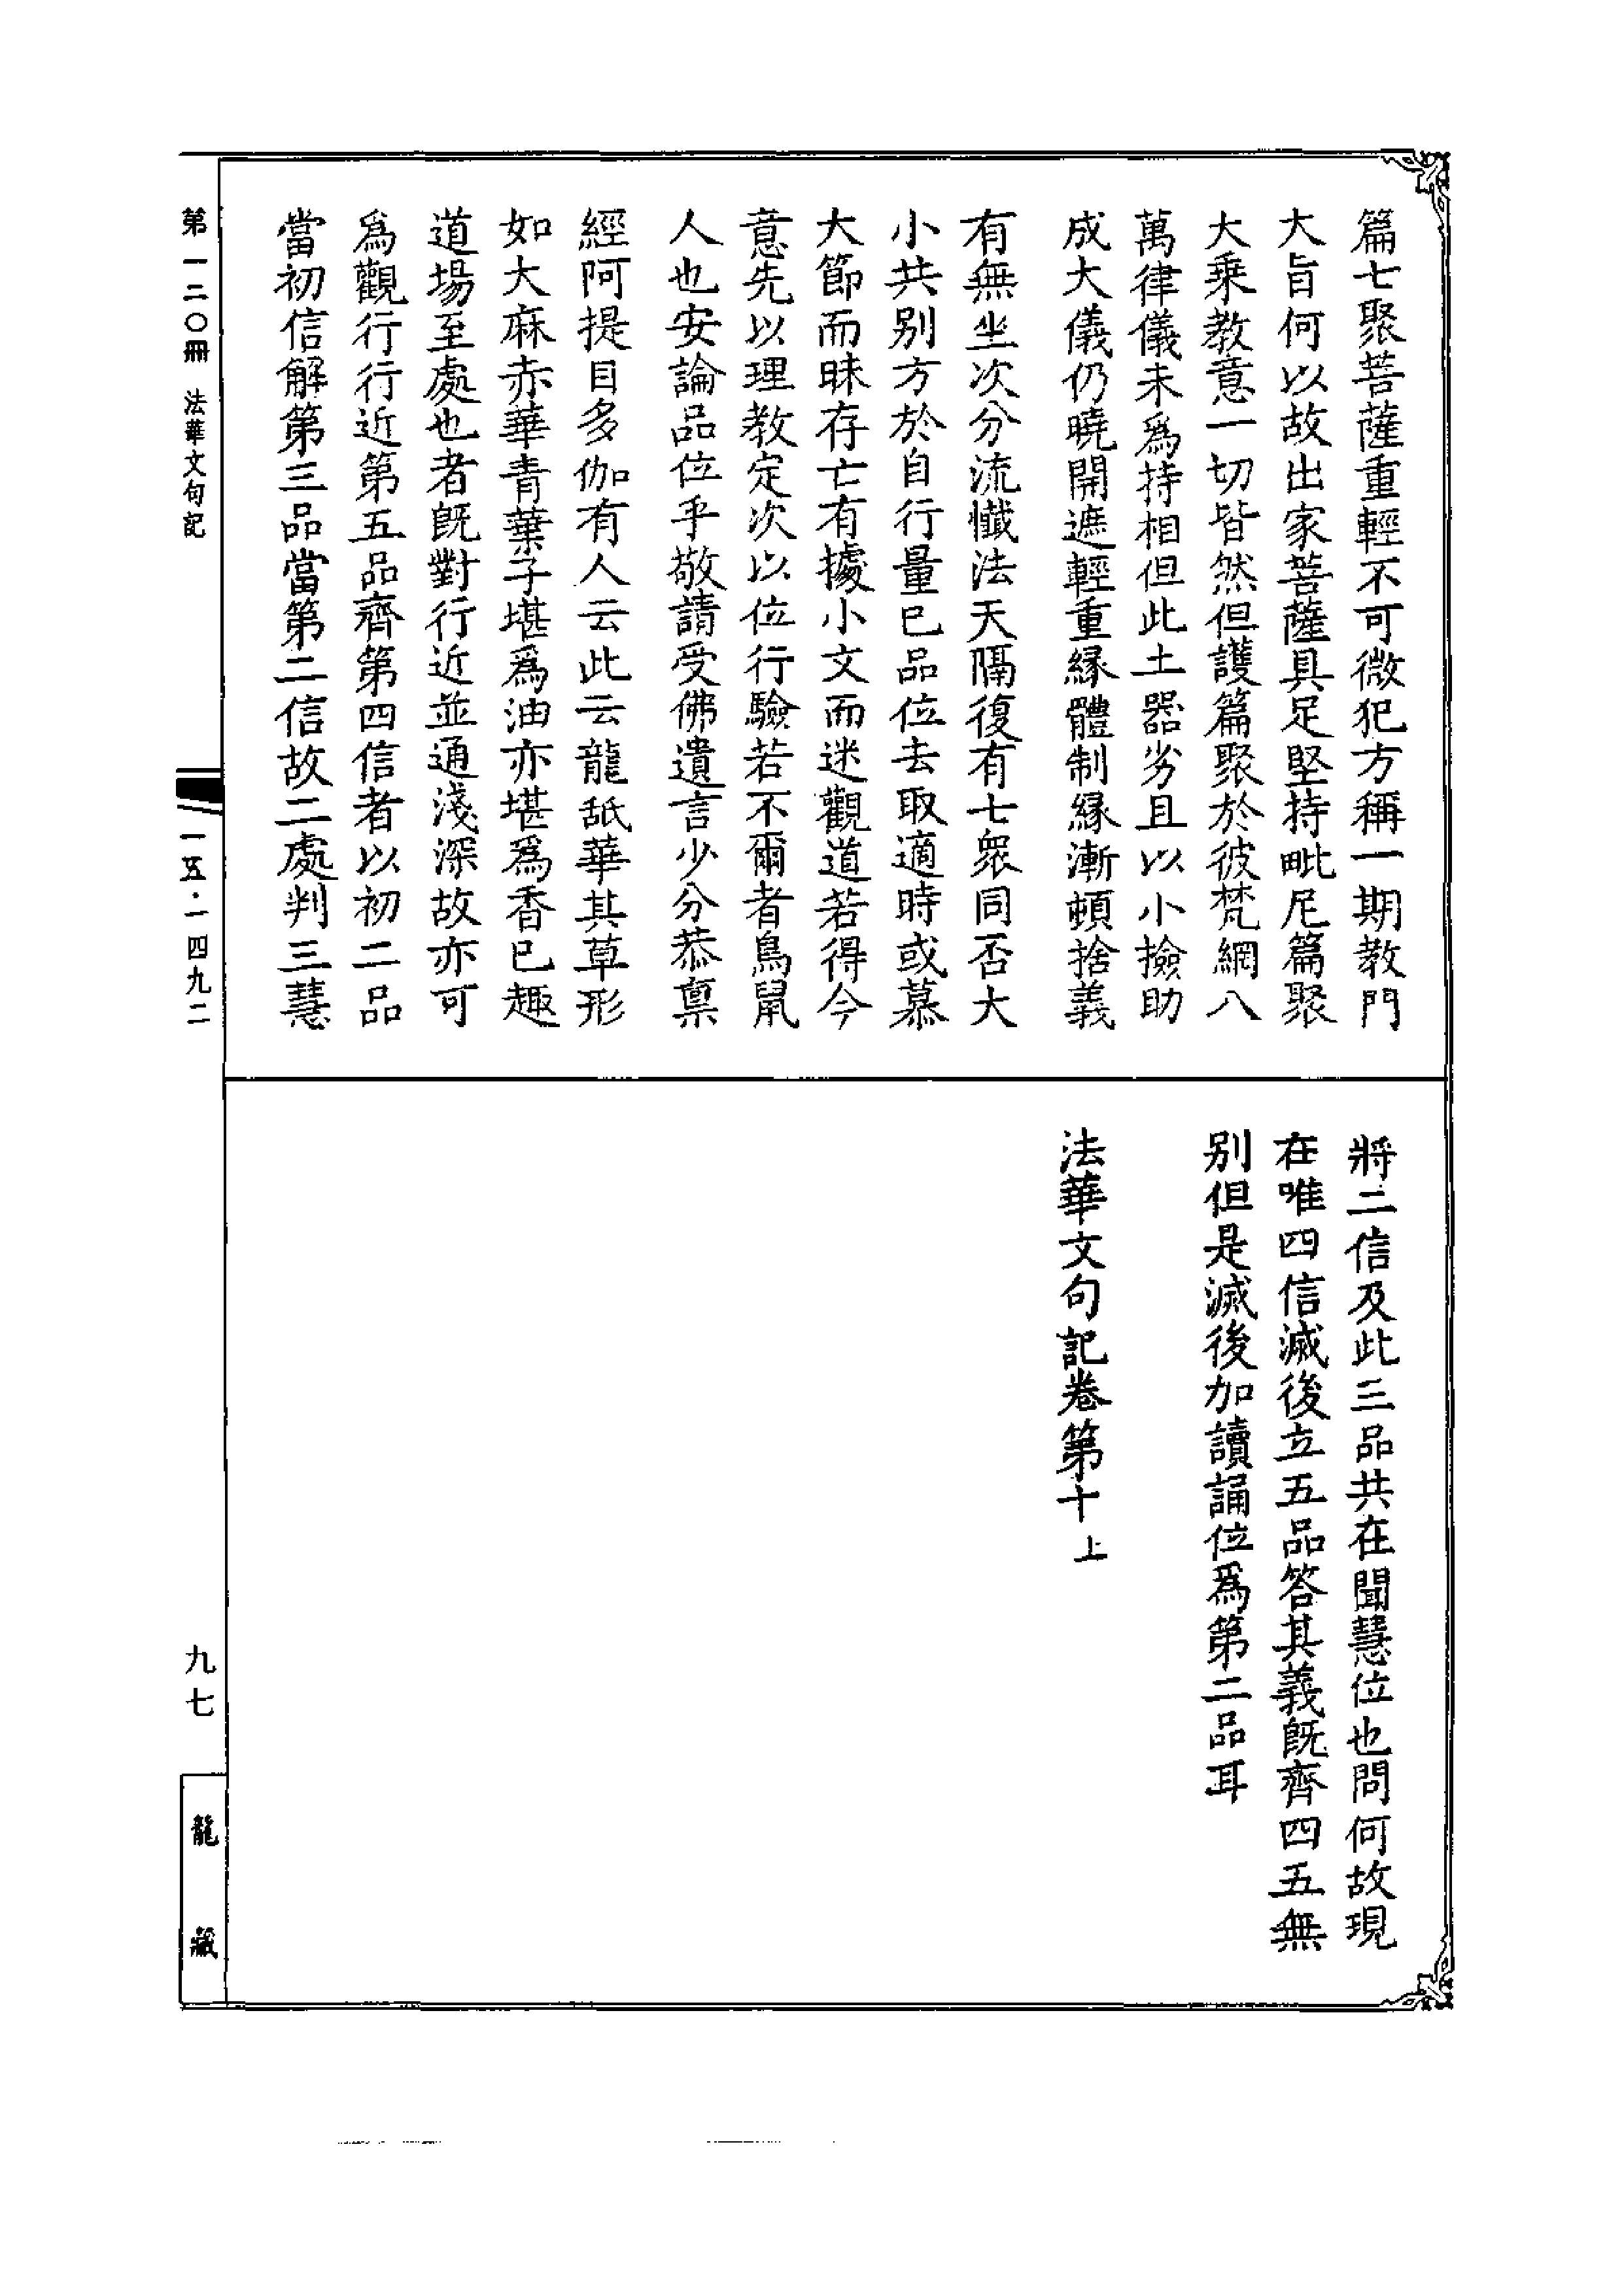 篇七聚菩薩重輕不可微犯方稱一期教門
大旨何以故出家菩薩具足堅持毗尼篇聚
大乘教意一切皆然但護篇聚於彼梵網八
萬律儀未爲持相但此土器劣且以小撿助
成大儀仍曉開遮輕重緣體制緣漸頓捨義
有無坐次分流懺法天隔復有七衆同否大
小共別方於自行量已品位去取適時或慕
大節而昧存亡有據小文而迷觀道若得今
意先以理教定次以位行驗若不爾者鳥鼠
人也安論品位乎敬請受佛遺言少分恭稟
經阿提目多伽有人云此云龍舐華其草形
如大麻赤華青葉子堪爲油亦堪爲香已趣
道場至處也者既對行近並通淺深故亦可
爲觀行行近第五品齊第四信者以初二品
當初信解第三品當第二信故二處判三慧
將二信及此三品共在聞慧位也問何故現
在唯四信滅後立五品答其義既齊四五無
別但是滅後加讀誦位爲第二品耳
法華文句記卷第十上
第一二〇冊 法華文句記
一五·一四九二
九七
龍藏